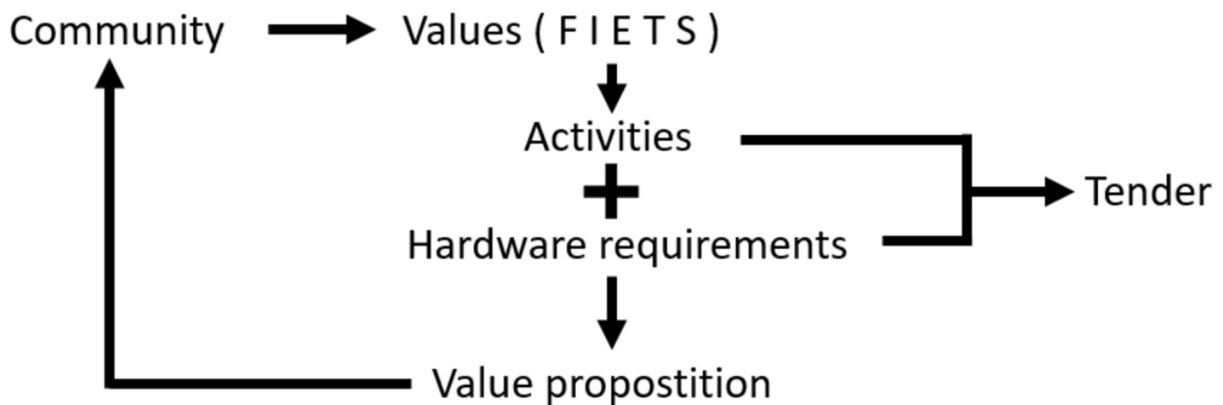 Community
Values ( F I E T S )
Activities
Tender
Hardware requirements
Value propostition